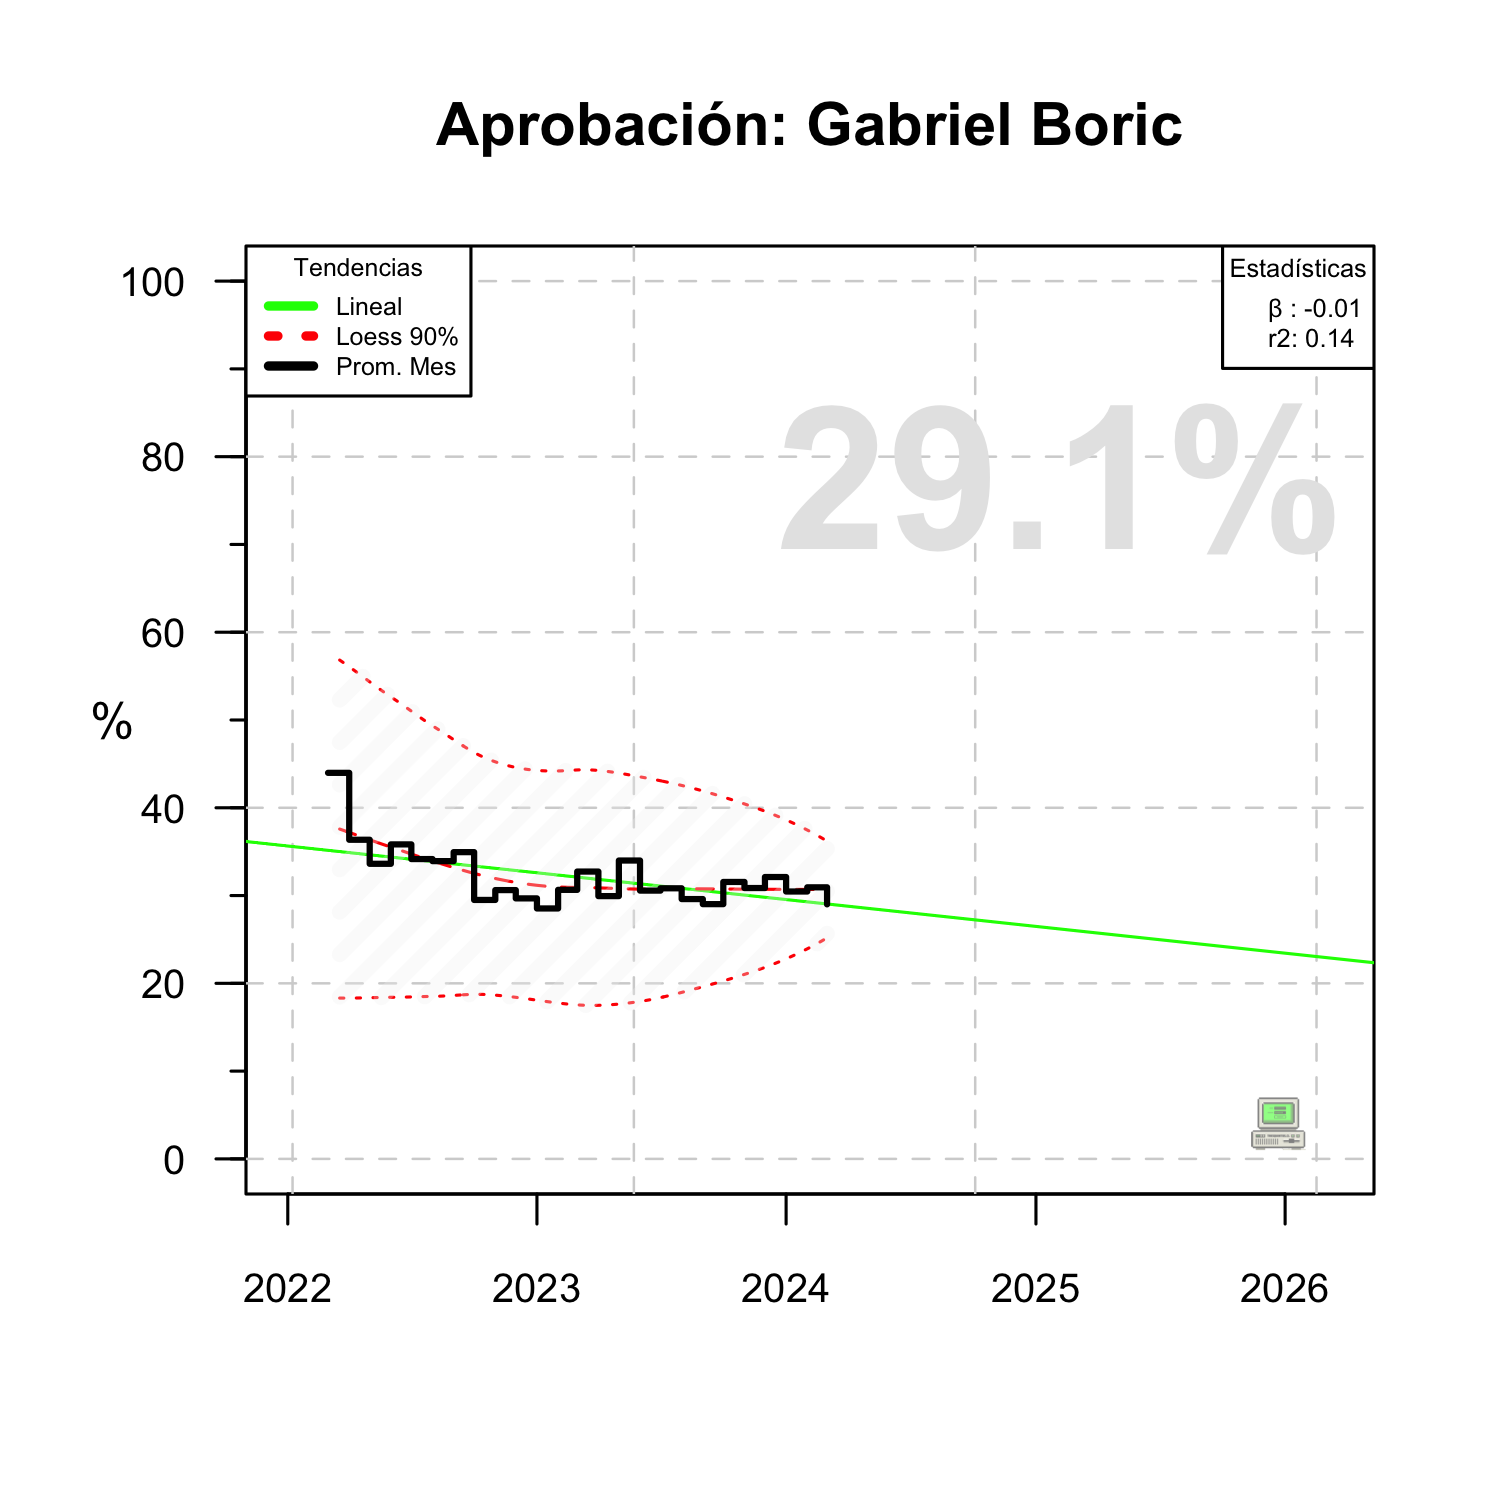 Aprobación: Gabriel Boric
Tendencias
Lineal
Loess 90%
Prom. Mes
Estadísticas
β : -0.01
r2: 0.14
29.1%
%
100
80
60
40
20
0
2022 2023 2024 2025 2026